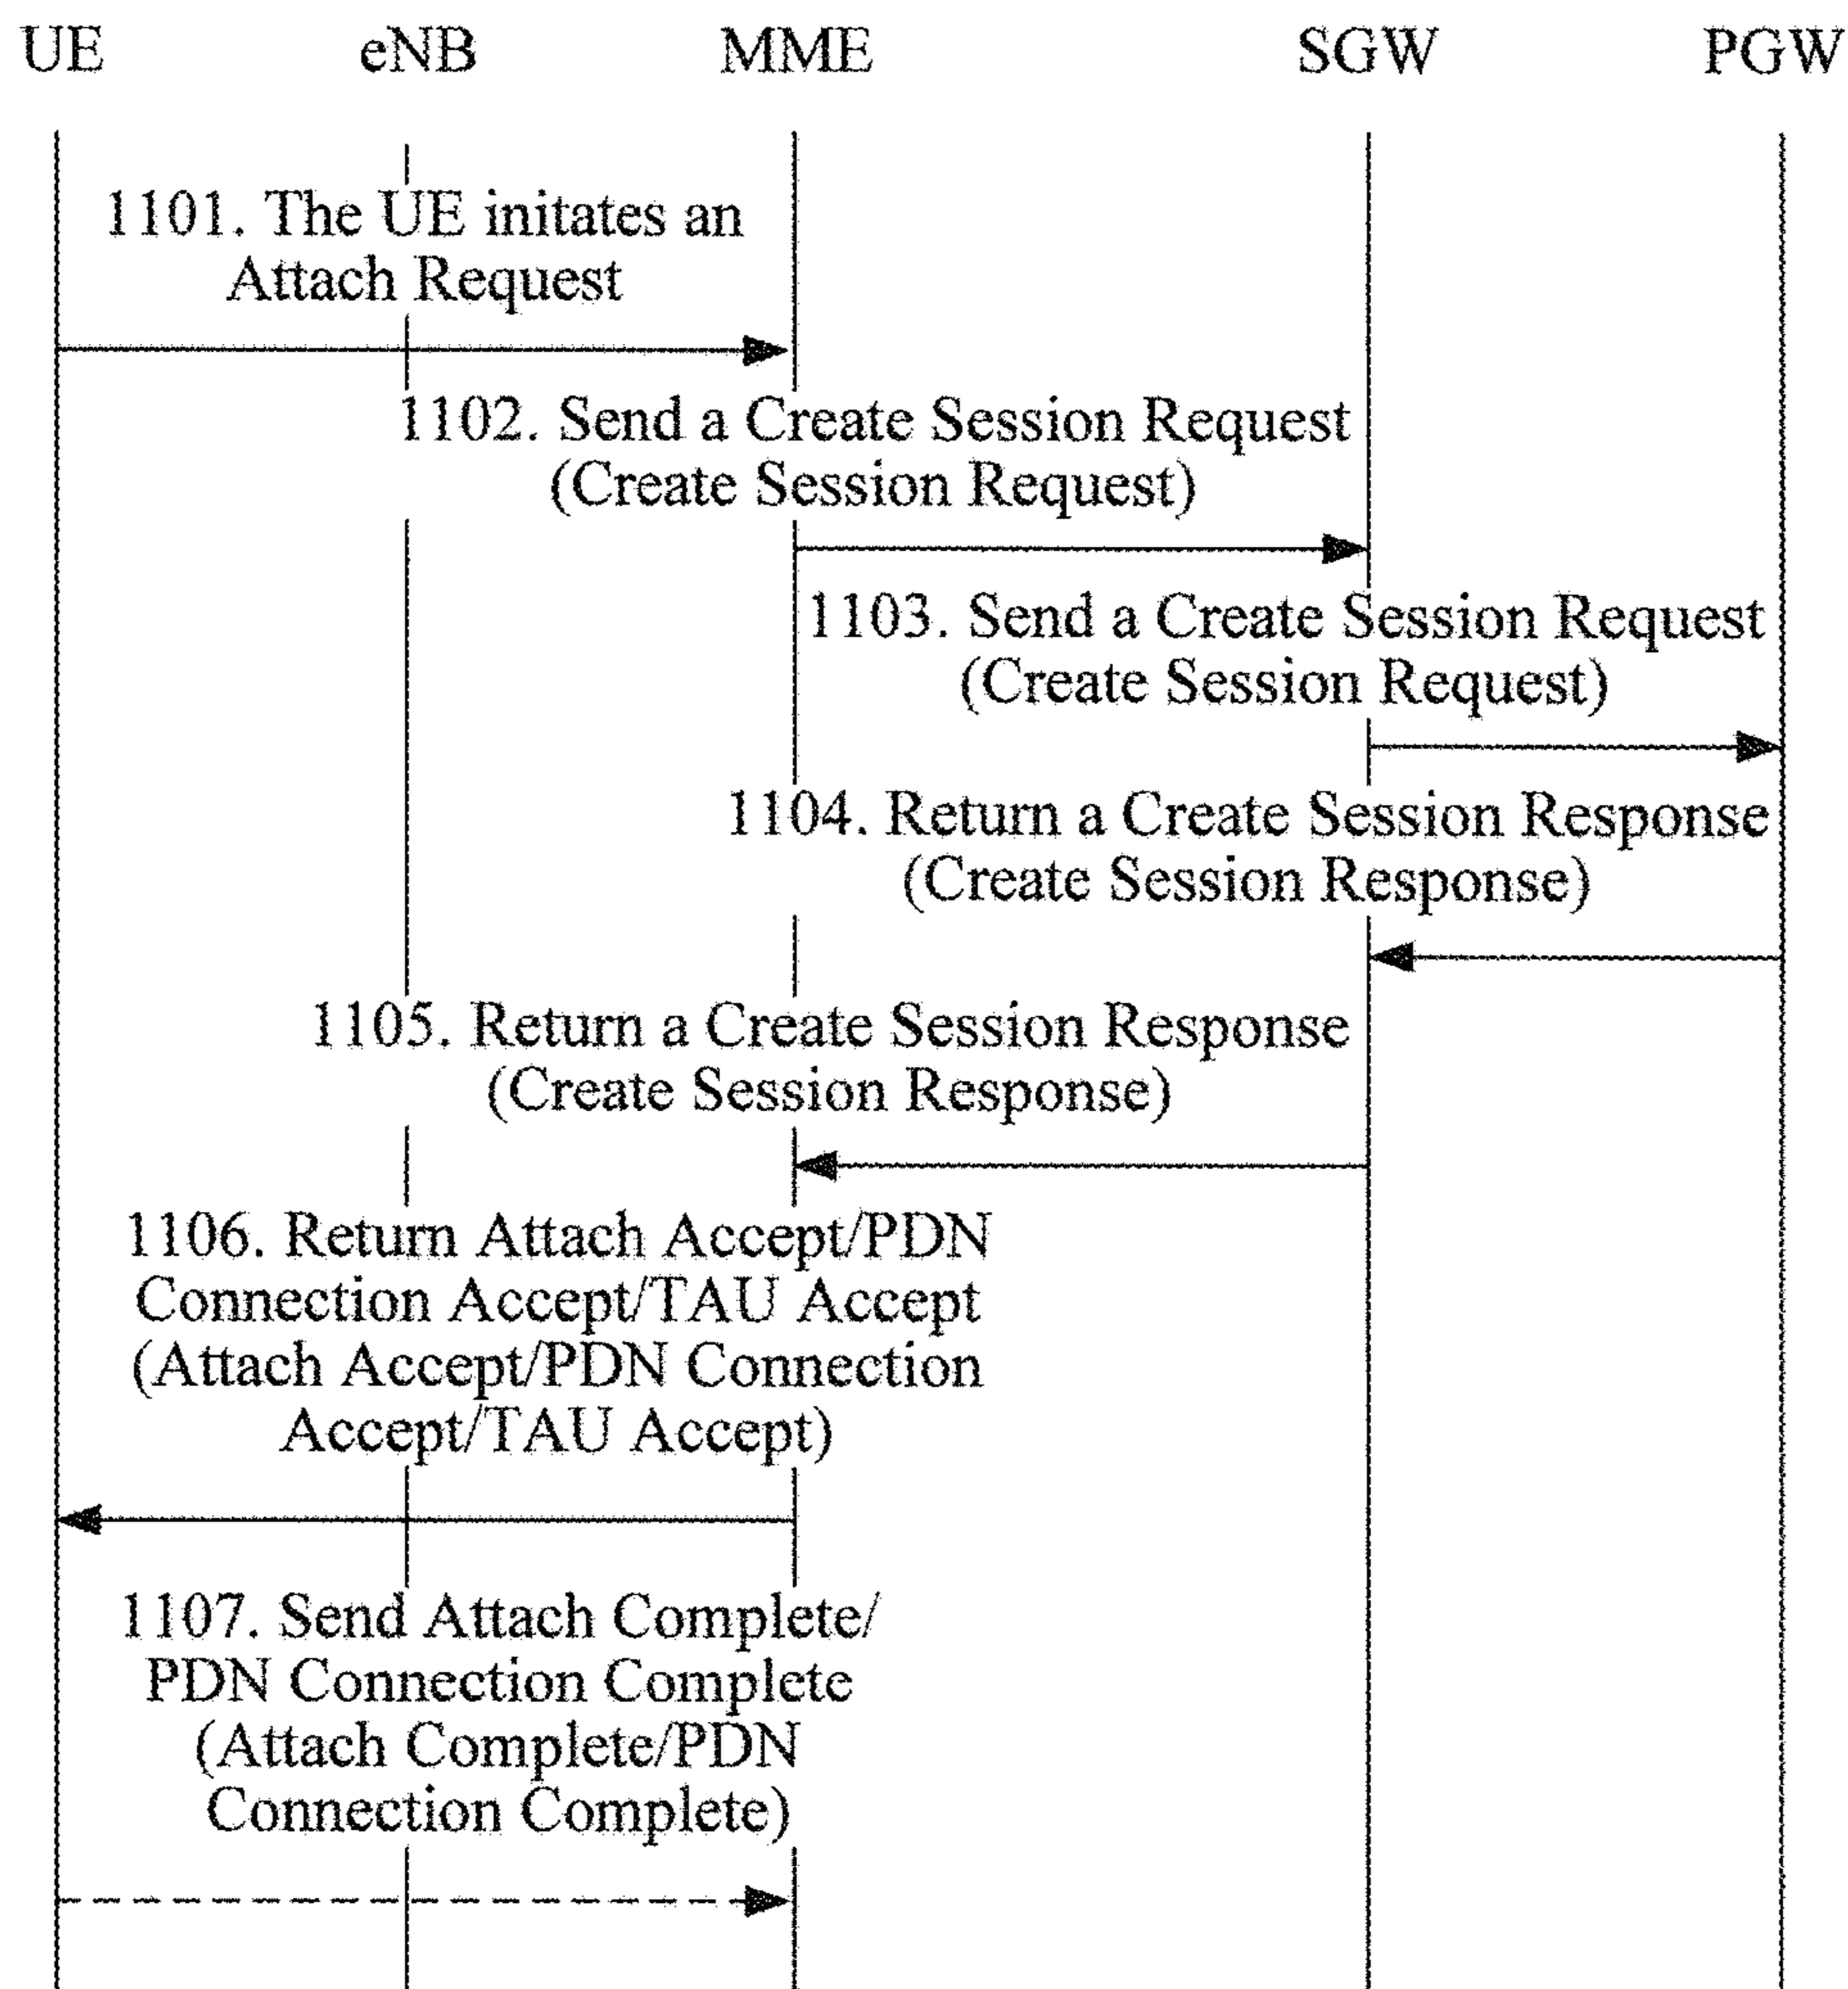 UE eNB MME SGW PGW
1101. The UE initates an
Attach Request
1102. Send a Create Session Request
(Create Session Request)
1103. Send a Create Session Request
(Create Session Request)
1104. Return a Create Session Response
(Create Session Response)
1105. Return a Create Session Response
(Create Session Response)
1106. Return Attach Accept/PDN
Connection Accept/TAU Accept
(Attach Accept/PDN Connection
Accept/TAU Accept)
1107. Send Attach Complete/
PDN Connection Complete
(Attach Complete/PDN
Connection Complete)